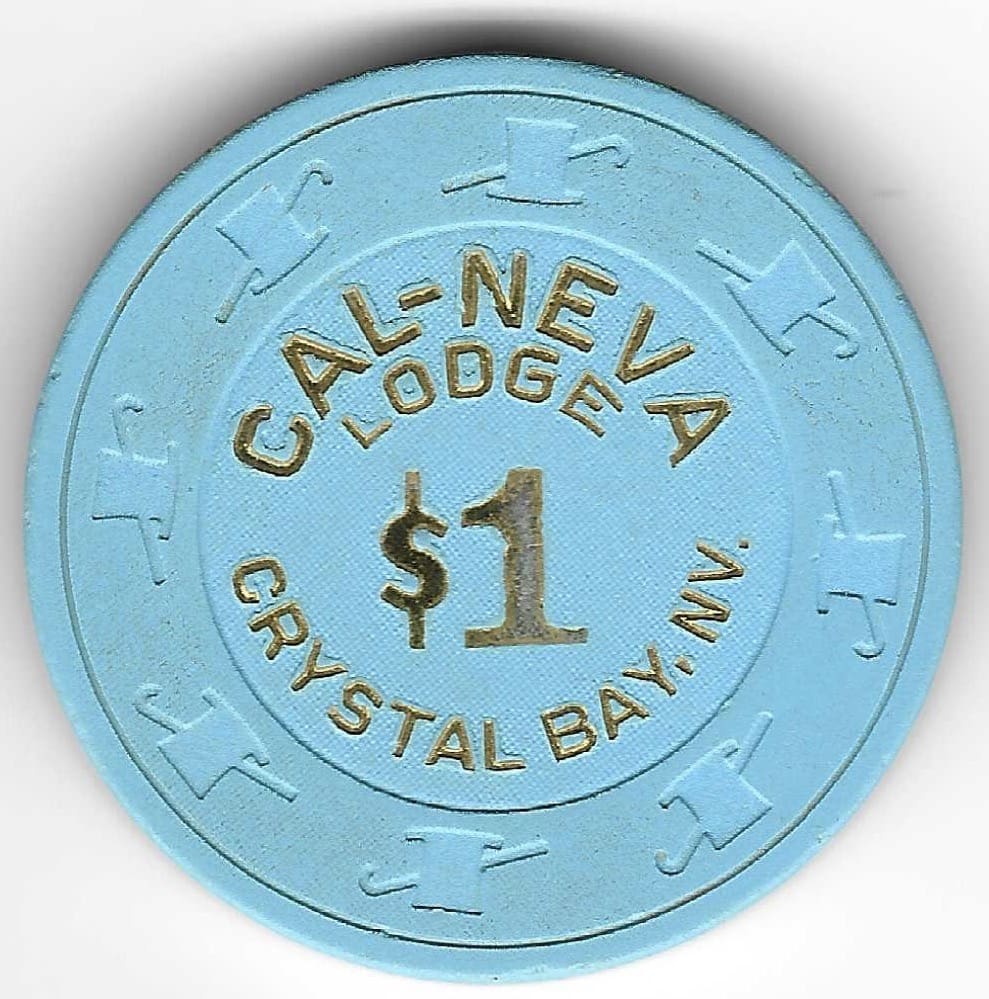 CAL-NEVA
LODGE
$1
CRYSTAL BAY, NV.